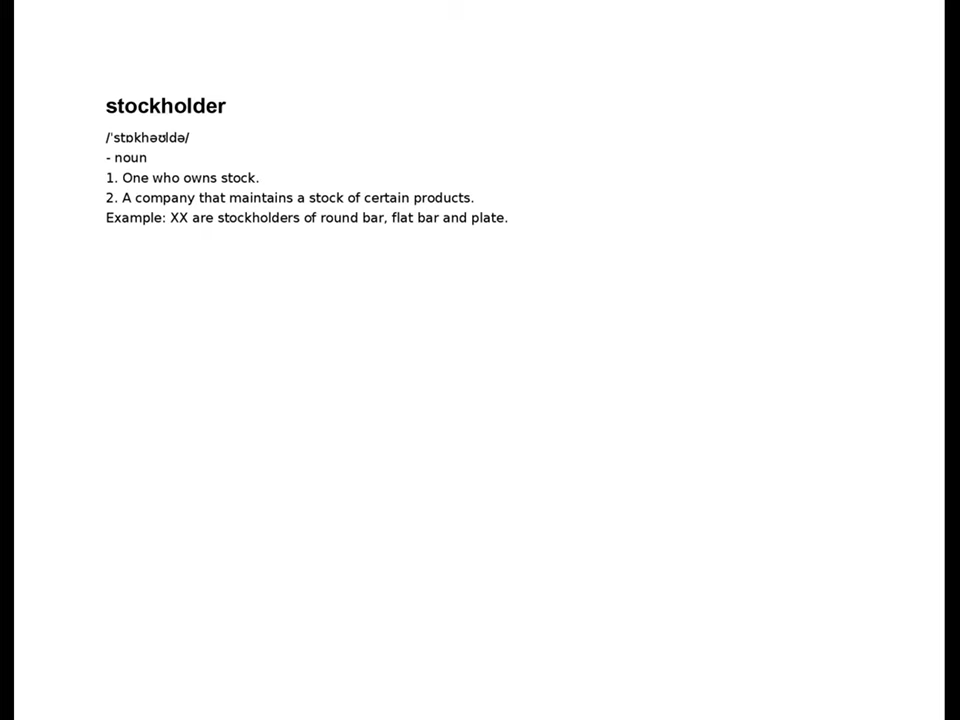 stockholder
/ˈstɒkhəʊldə/
- noun
1. One who owns stock.
2. A company that maintains a stock of certain products.
Example: XX are stockholders of round bar, flat bar and plate.